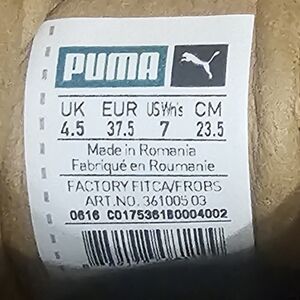 PUMA
UK EUR US Wn's CM
4.5 37.5 7 23.5
Made in Romania
Fabriqué en Roumanie
FACTORY FITCA/FROBS
ART.NO. 361005 03
0616 C0175361B0004002